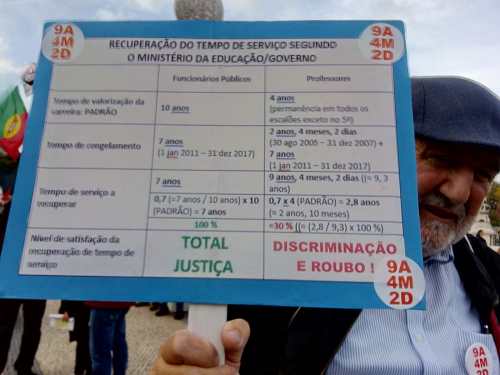 9A
4M
2D
9A
4M
2D
RECUPERAÇÃO DO TEMPO DE SERVIÇO SEGUNDO
O MINISTÉRIO DA EDUCAÇÃO/GOVERNO
Funcionários Públicos
Professores
Tempo de valorização da
carreira: PADRÃO
10 anos
4 anos
(permanência em todos os
escalões exceto no 5º)
Tempo de congelamento
7 anos
(1 jan 2011 – 31 dez 2017)
2 anos, 4 meses, 2 dias
(30 ago 2005 – 31 dez 2007) +
7 anos
(1 jan 2011 – 31 dez 2017)
Tempo de serviço a
recuperar
7 anos
9 anos, 4 meses, 2 dias ((= 9,3
anos)
0,7 (=7 anos / 10 anos) x 10
(PADRÃO) = 7 anos
0,7 x 4 (PADRÃO) = 2,8 anos
(= 2 anos, 10 meses)
Nível de satisfação da
recuperação de tempo de
serviço
100 %
≈30 % ((= (2,8 / 9,3) x 100 %)
TOTAL
JUSTIÇA
DISCRIMINAÇÃO
E ROUBO !
9A
4M
2D
9A
4M
2D